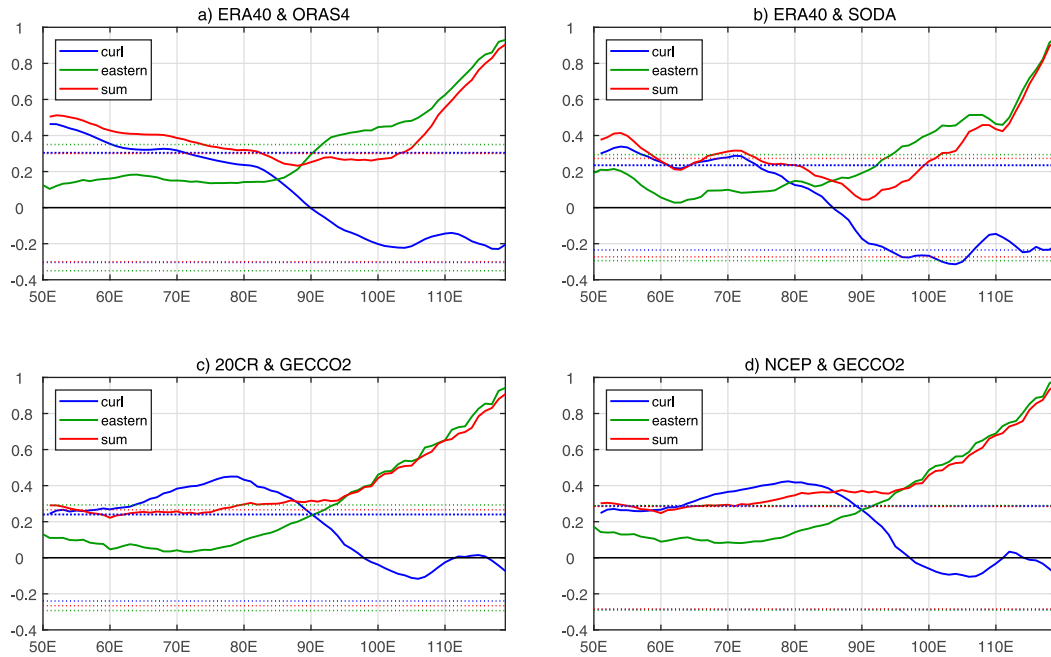 a) ERA40 & ORAS4
1
0.8
0.6
0.4
0.2
0
-0.2
-0.4
curl
eastern
sum
50E 60E 70E 80E 90E 100E 110E
b) ERA40 & SODA
1
0.8
0.6
0.4
0.2
0
-0.2
-0.4
curl
eastern
sum
50E 60E 70E 80E 90E 100E 110E
c) 20CR & GECCO2
1
0.8
0.6
0.4
0.2
0
-0.2
-0.4
curl
eastern
sum
50E 60E 70E 80E 90E 100E 110E
d) NCEP & GECCO2
1
0.8
0.6
0.4
0.2
0
-0.2
-0.4
curl
eastern
sum
50E 60E 70E 80E 90E 100E 110E